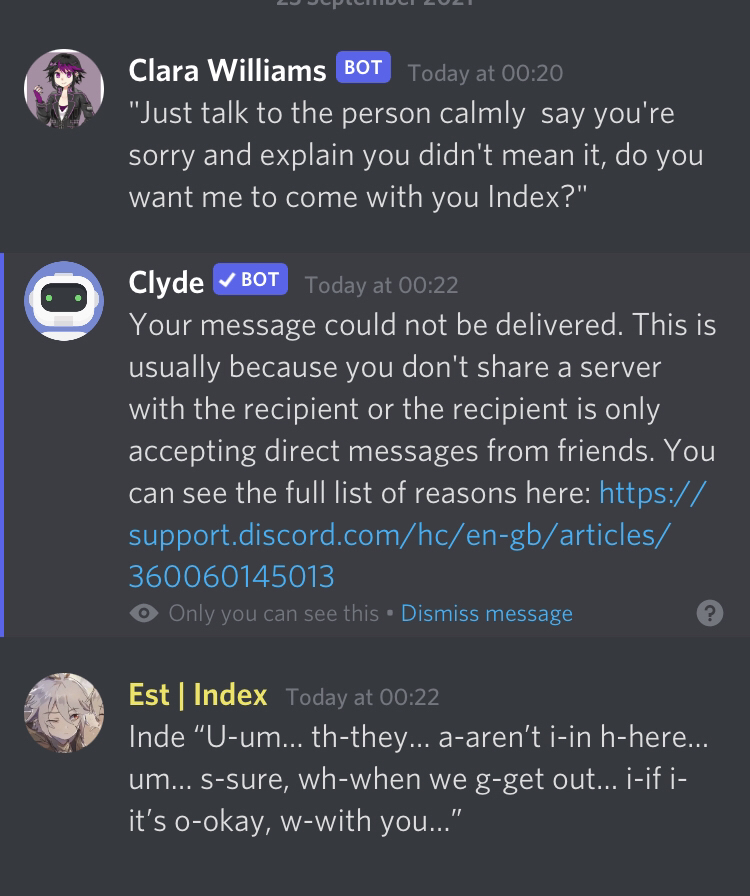 23 September 2021
Clara Williams BOT Today at 00:20
"Just talk to the person calmly  say you're
sorry and explain you didn't mean it, do you
want me to come with you Index?"
Clyde BOT Today at 00:22
Your message could not be delivered. This is
usually because you don't share a server
with the recipient or the recipient is only
accepting direct messages from friends. You
can see the full list of reasons here: https://
support.discord.com/hc/en-gb/articles/
360060145013
Only you can see this • Dismiss message
Est | Index Today at 00:22
Inde “U-um... th-they... a-aren’t i-in h-here...
um... s-sure, wh-when we g-get out... i-if i-
it’s o-okay, w-with you...”